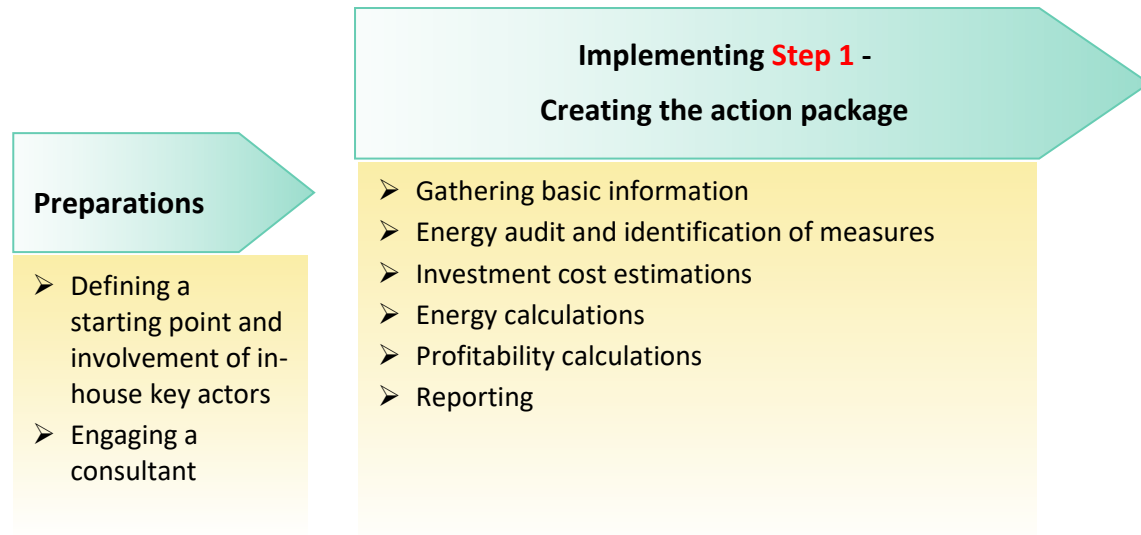 Preparations
➢ Defining a
starting point and
involvement of in-
house key actors
➢ Engaging a
consultant
Implementing Step 1 -
Creating the action package
➢ Gathering basic information
➢ Energy audit and identification of measures
➢ Investment cost estimations
➢ Energy calculations
➢ Profitability calculations
➢ Reporting